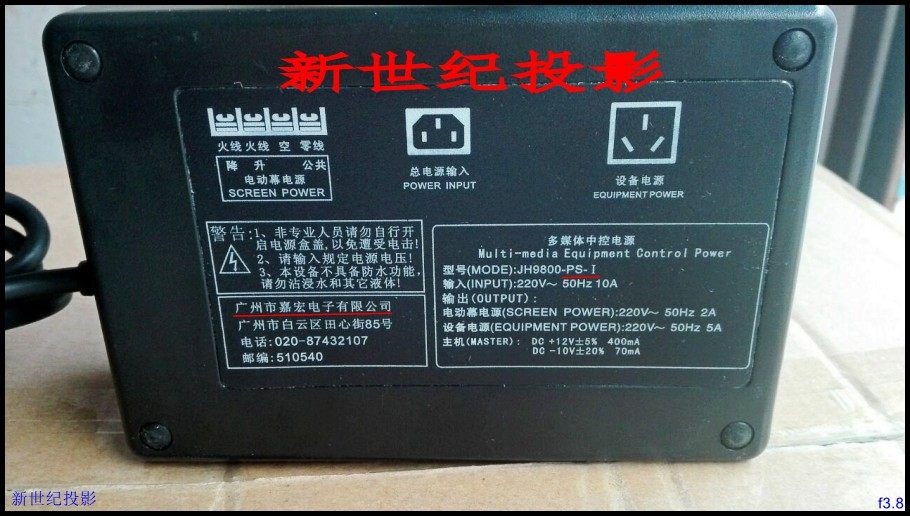 新世纪投影
火线 火线 空 零线
降 升 公共
电动幕电源
SCREEN POWER
总电源输入
POWER INPUT
设备电源
EQUIPMENT POWER
警告:1、非专业人员请勿自行开
启电源盒盖,以免遭受电击!
2、请输入规定电源电压!
3、本设备不具备防水功能,
请勿沾浸水和其它液体!
广州市嘉宏电子有限公司
广州市白云区田心街85号
电话:020-87432107
邮编:510540
多媒体中控电源
Multi-media Equipment Control Power
型号(MODE):JH9800-PS-Ⅰ
输入(INPUT):220V～ 50Hz 10A
输出(OUTPUT):
电动幕电源(SCREEN POWER):220V～ 50Hz 2A
设备电源(EQUIPMENT POWER):220V～ 50Hz 5A
主机(MASTER): DC +12V±5% 400mA
DC -10V±20% 70mA
新世纪投影
f3.8